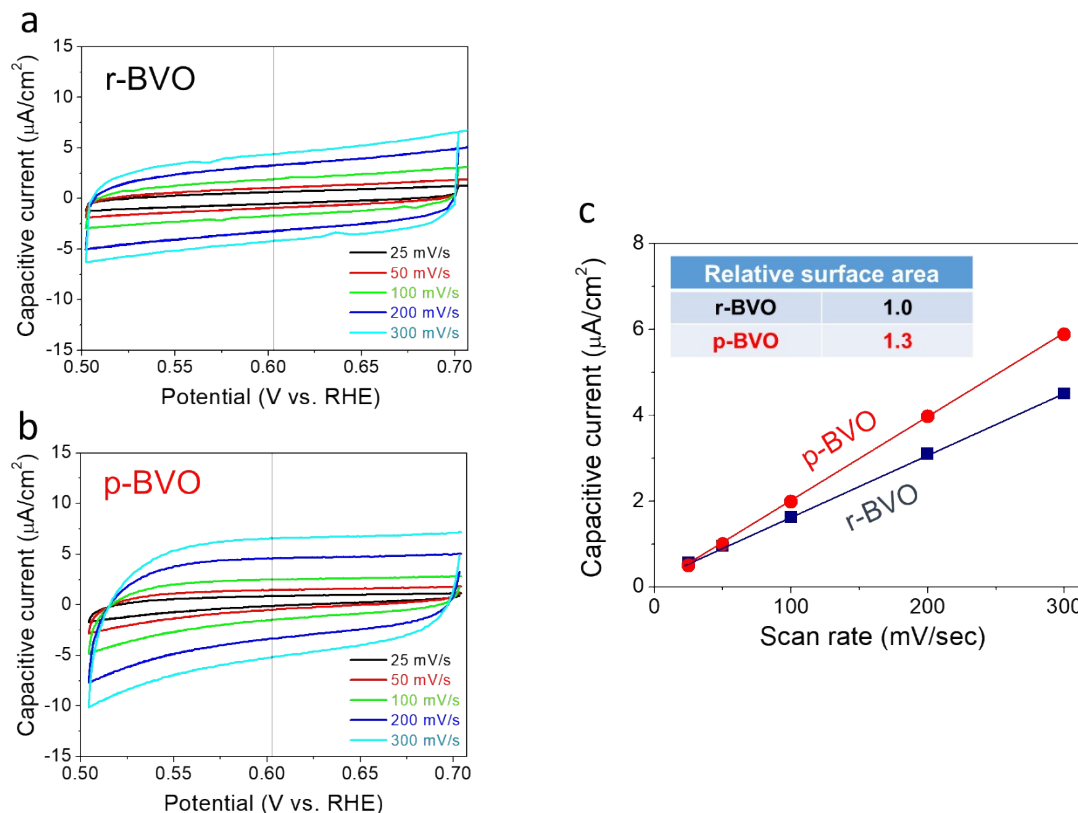 a
r-BVO
Capacitive current (μA/cm²)
15
10
5
0
-5
-10
-15
25 mV/s
50 mV/s
100 mV/s
200 mV/s
300 mV/s
0.50
0.55
0.60
0.65
0.70
Potential (V vs. RHE)
b
p-BVO
Capacitive current (μA/cm²)
15
10
5
0
-5
-10
-15
25 mV/s
50 mV/s
100 mV/s
200 mV/s
300 mV/s
0.50
0.55
0.60
0.65
0.70
Potential (V vs. RHE)
c
Capacitive current (μA/cm²)
8
6
4
2
0
Relative surface area
r-BVO 1.0
p-BVO 1.3
p-BVO
r-BVO
0
100
200
300
Scan rate (mV/sec)